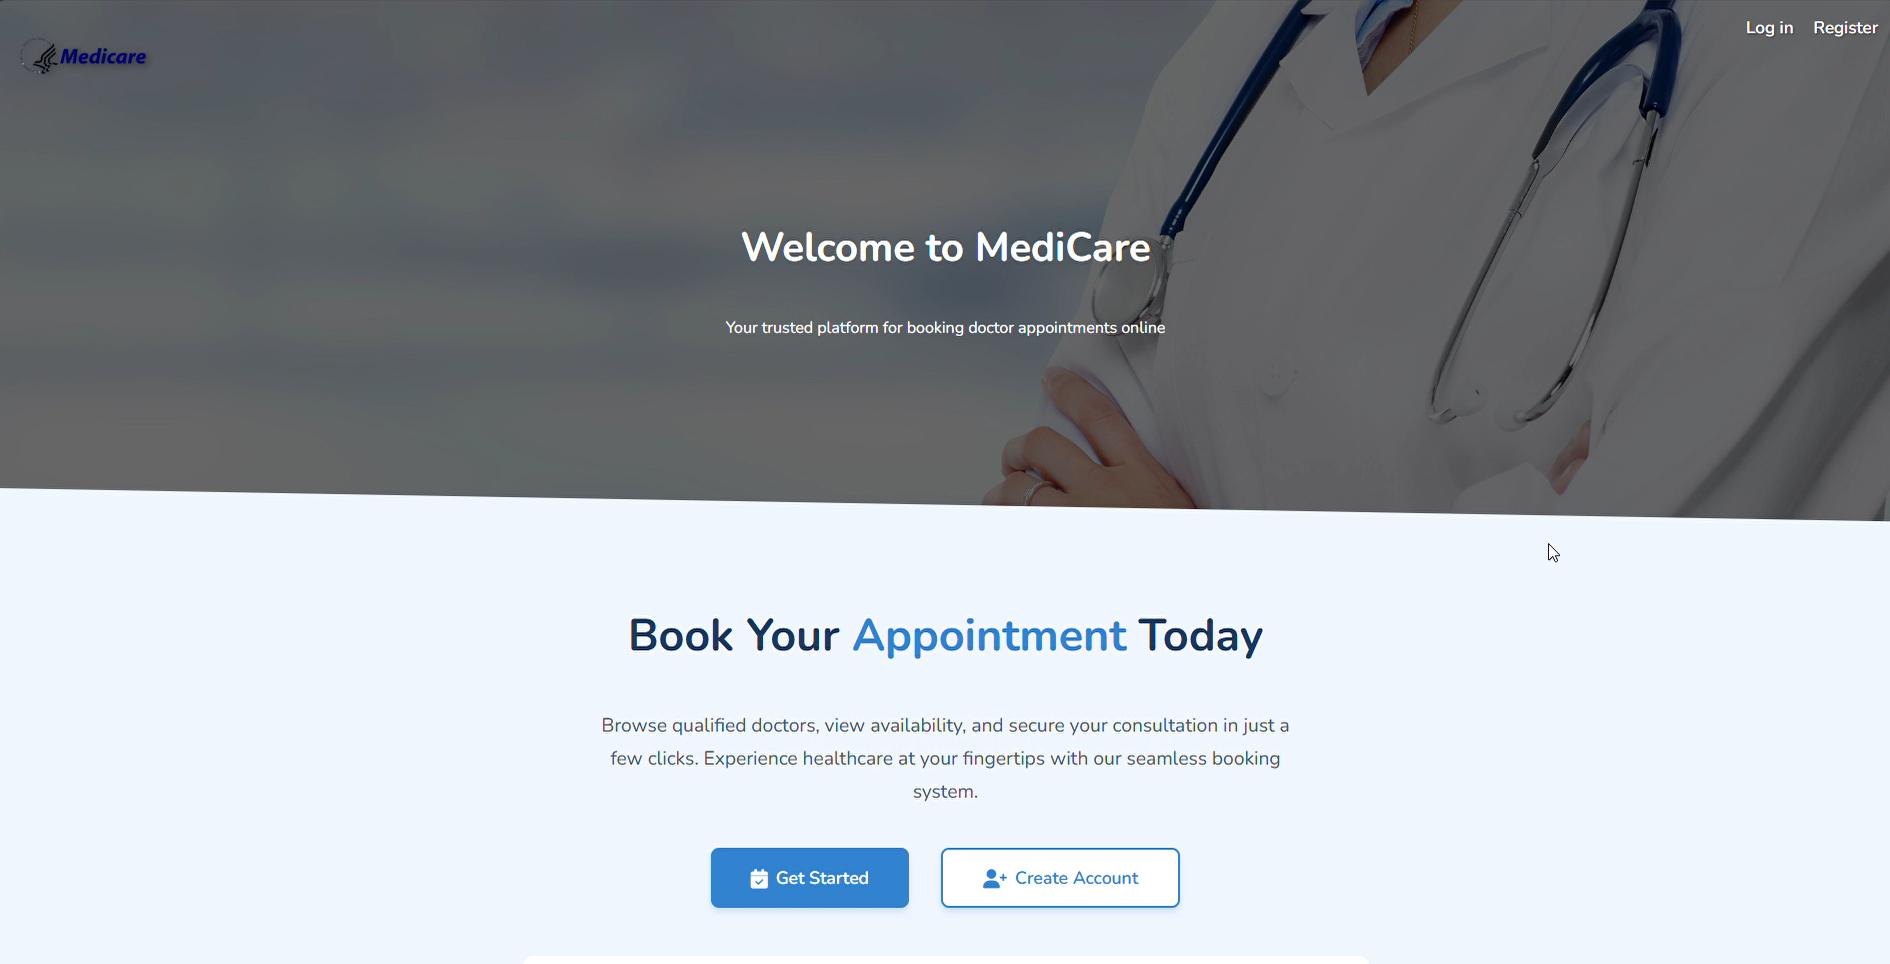 Log in Register
Medicare
Welcome to MediCare
Your trusted platform for booking doctor appointments online
Book Your Appointment Today
Browse qualified doctors, view availability, and secure your consultation in just a
few clicks. Experience healthcare at your fingertips with our seamless booking
system.
Get Started
Create Account